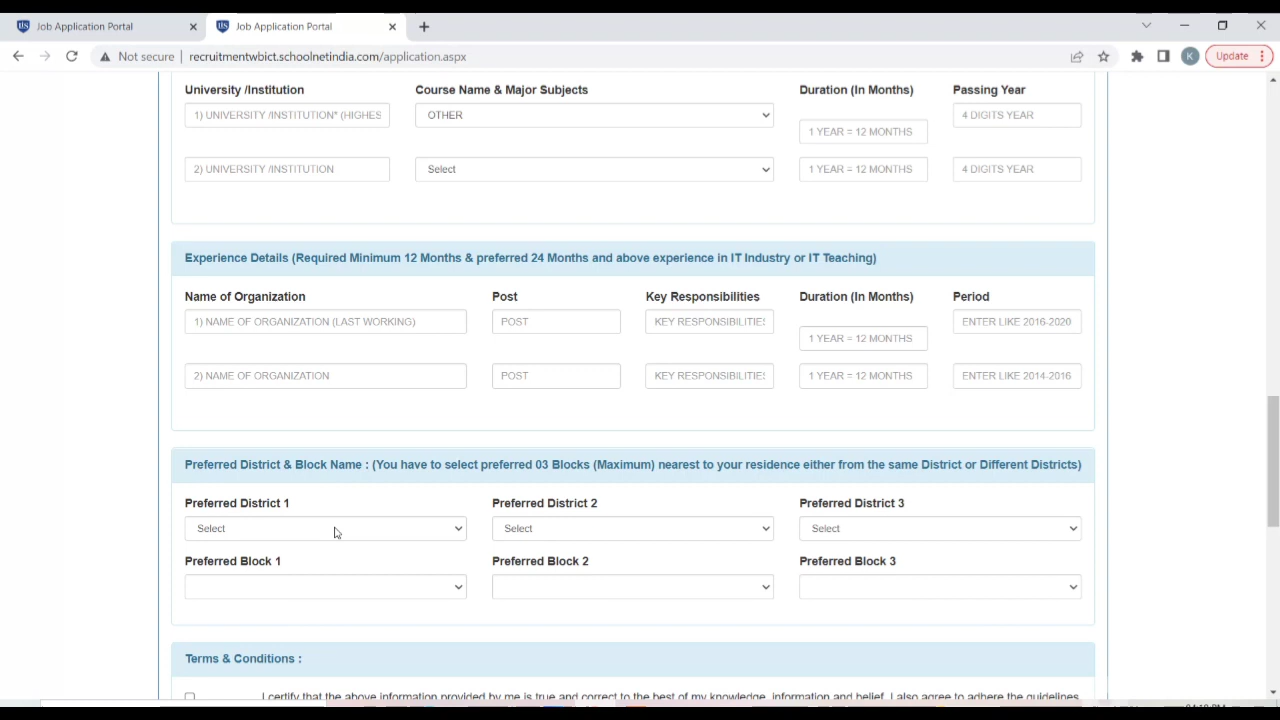 Job Application Portal
Job Application Portal
Not secure
recruitmentwbict.schoolnetindia.com/application.aspx
K
Update
University /Institution Course Name & Major Subjects Duration (In Months) Passing Year
1) UNIVERSITY /INSTITUTION* (HIGHES OTHER 1 YEAR = 12 MONTHS 4 DIGITS YEAR
2) UNIVERSITY /INSTITUTION Select 1 YEAR = 12 MONTHS 4 DIGITS YEAR
Experience Details (Required Minimum 12 Months & preferred 24 Months and above experience in IT Industry or IT Teaching)
Name of Organization Post Key Responsibilities Duration (In Months) Period
1) NAME OF ORGANIZATION (LAST WORKING) POST KEY RESPONSIBILITIES 1 YEAR = 12 MONTHS ENTER LIKE 2016-2020
2) NAME OF ORGANIZATION POST KEY RESPONSIBILITIES 1 YEAR = 12 MONTHS ENTER LIKE 2014-2016
Preferred District & Block Name : (You have to select preferred 03 Blocks (Maximum) nearest to your residence either from the same District or Different Districts)
Preferred District 1 Preferred District 2 Preferred District 3
Select Select Select
Preferred Block 1 Preferred Block 2 Preferred Block 3
Terms & Conditions :
I certify that the above information provided by me is true and correct to the best of my knowledge, information and belief. I also agree to adhere the guidelines